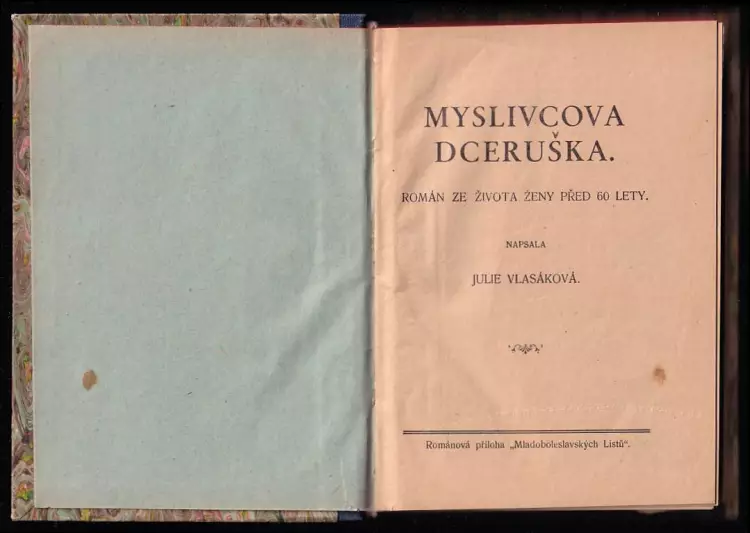 MYSLIVCOVA
DCERUŠKA.
ROMÁN ZE ŽIVOTA ŽENY PŘED 60 LETY.
NAPSALA
JULIE VLASÁKOVÁ.
Románová příloha „Mladoboleslavských Listů".